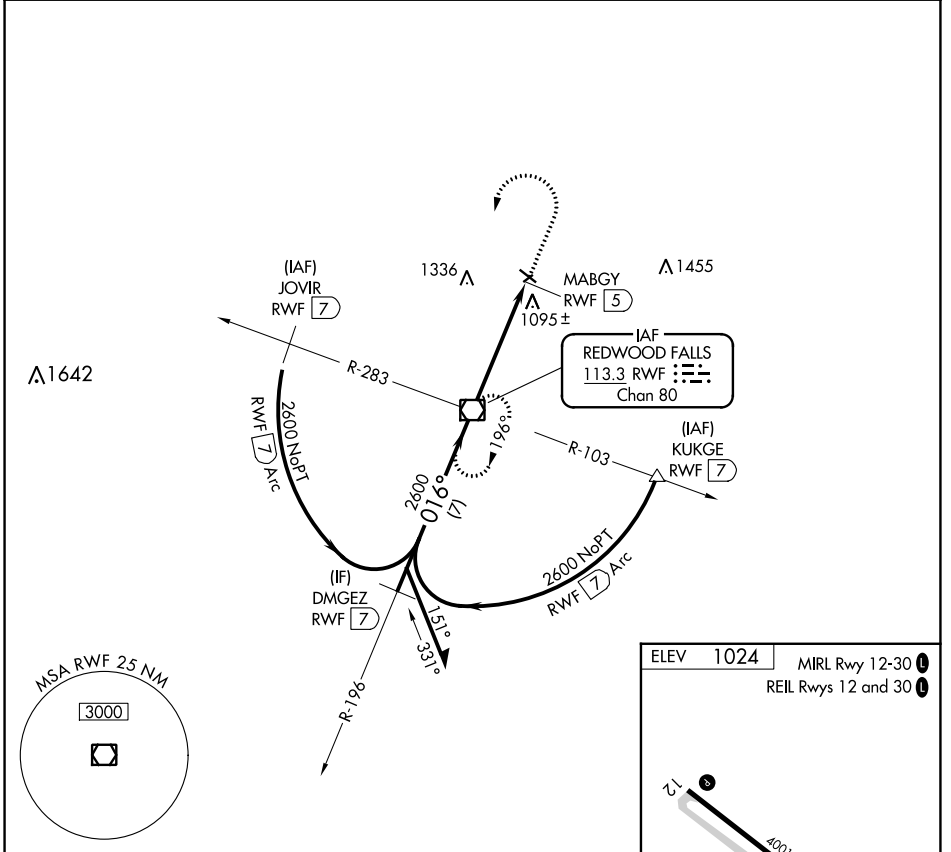 (IAF)
JOVIR
RWF 7
1336
MABGY
RWF 5
1455
1095 ±
IAF
REDWOOD FALLS
113.3 RWF
Chan 80
1642
R-283
2600 NoPT
RWF 7 Arc
196°
R-103
(IAF)
KUKGE
RWF 7
2600
016°
(7)
2600 NoPT
RWF 7 Arc
(IF)
DMGEZ
RWF 7
151°
331°
R-196
MSA RWF 25 NM
3000
ELEV 1024
MIRL Rwy 12-30 L
REIL Rwys 12 and 30 L
12
P